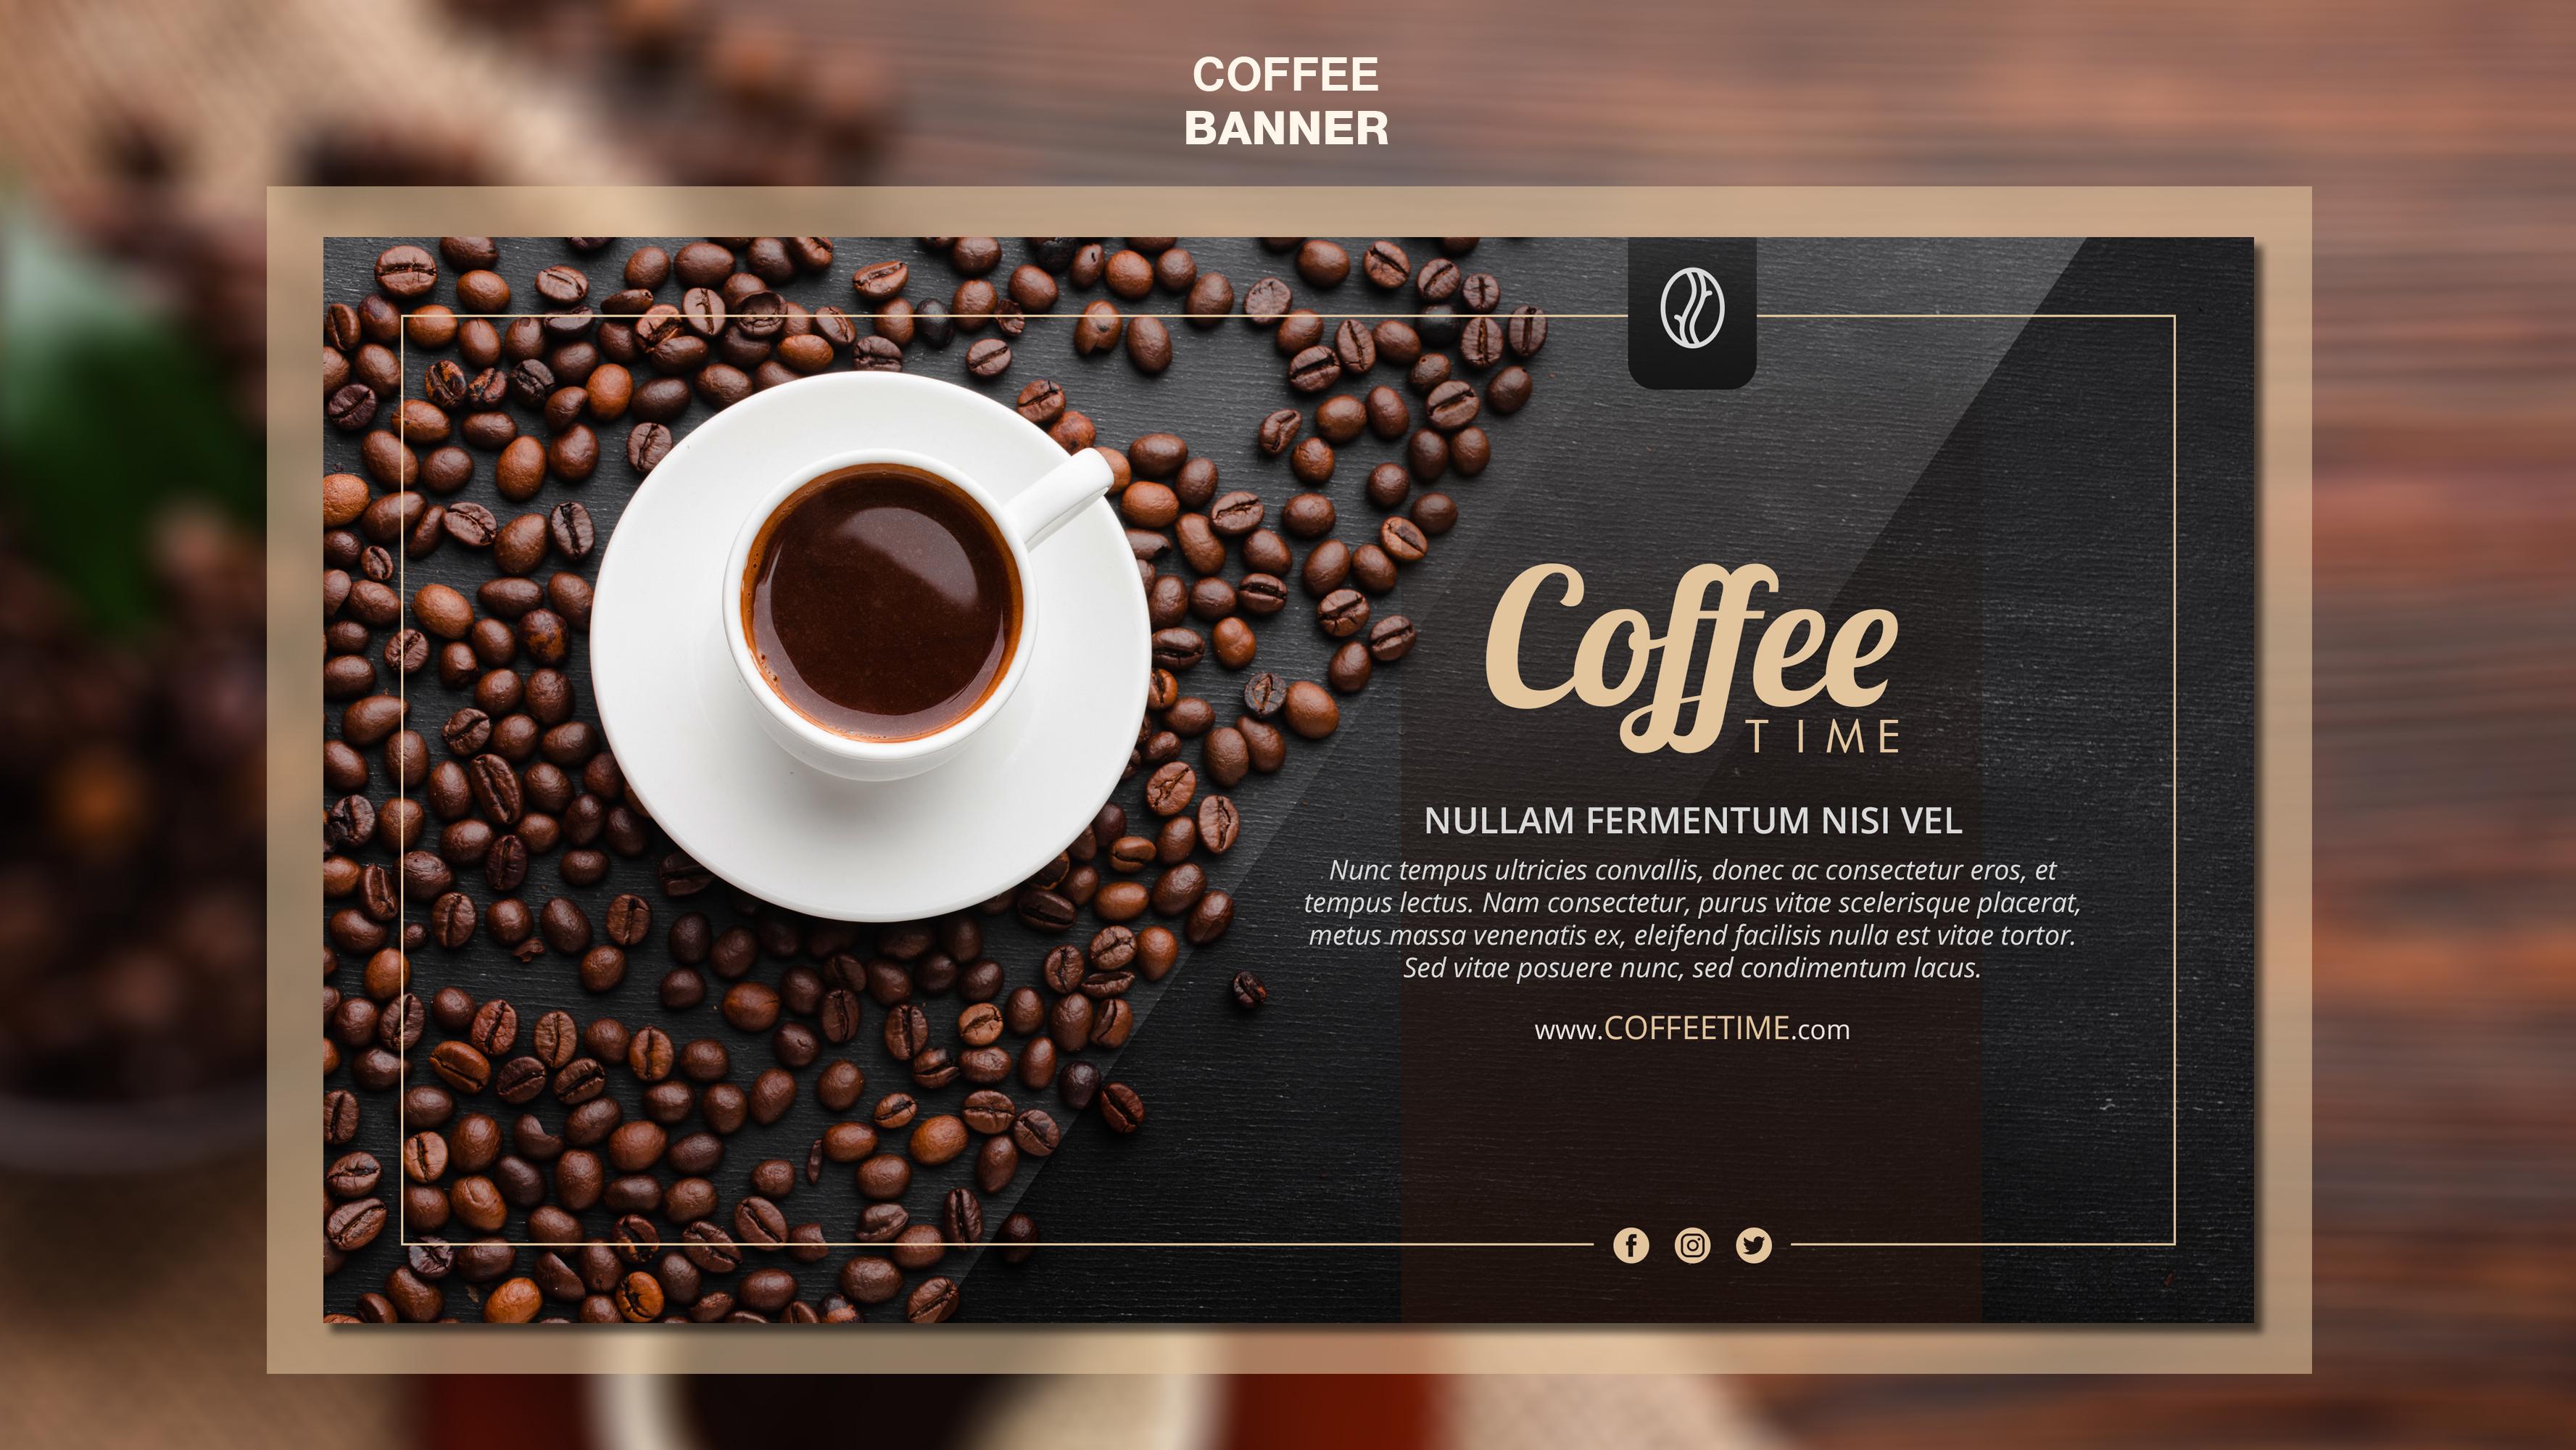 COFFEE
BANNER
Coffee
TIME
NULLAM FERMENTUM NISI VEL
Nunc tempus ultricies convallis, donec ac consectetur eros, et
tempus lectus. Nam consectetur, purus vitae scelerisque placerat,
metus massa venenatis ex, eleifend facilisis nulla est vitae tortor.
Sed vitae posuere nunc, sed condimentum lacus.
www.COFFEETIME.com